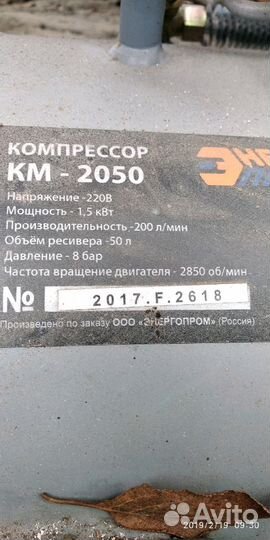 КОМПРЕССОР
КМ - 2050
Напряжение -220В
Мощность - 1,5 кВт
Производительность -200 л/мин
Объём ресивера -50 л
Давление - 8 бар
Частота вращения двигателя - 2850 об/мин
№ 2017.F.2618
Произведено по заказу ООО «ЭНЕРГОПРОМ» (Россия)
2019/2/19 09:30
Avito